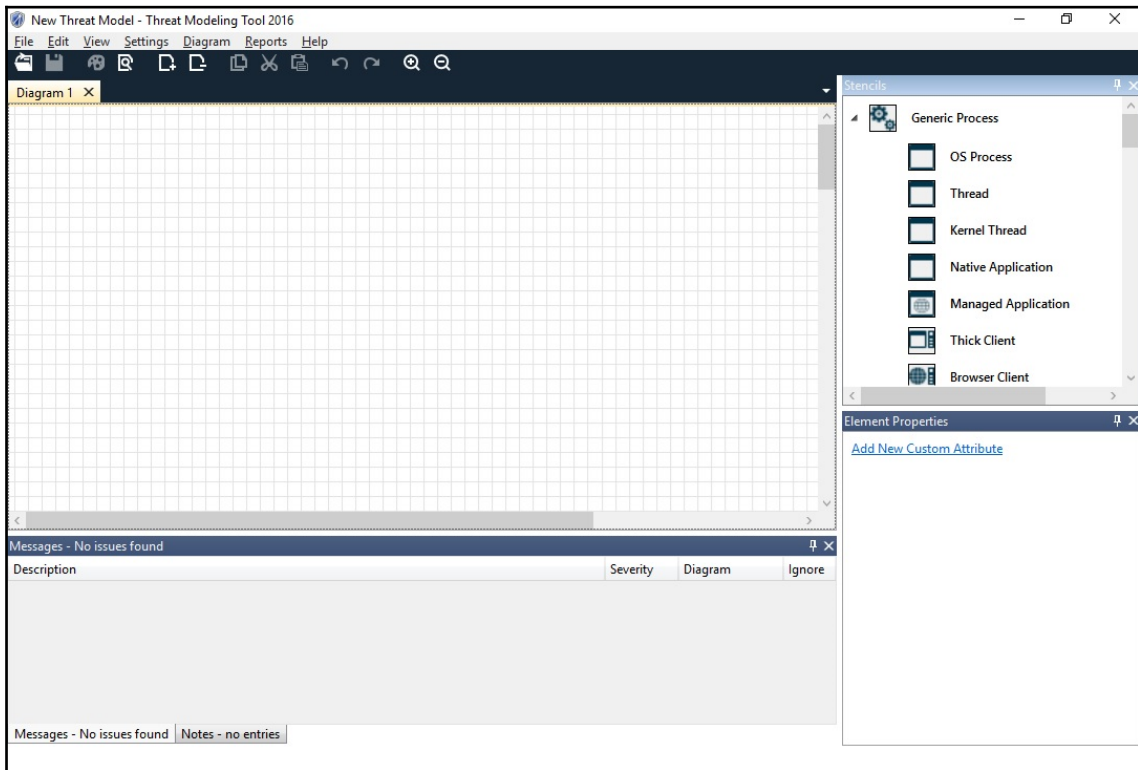 New Threat Model - Threat Modeling Tool 2016
File Edit View Settings Diagram Reports Help
Diagram 1
Stencils
Generic Process
OS Process
Thread
Kernel Thread
Native Application
Managed Application
Thick Client
Browser Client
Element Properties
Add New Custom Attribute
Messages - No issues found
Description Severity Diagram Ignore
Messages - No issues found Notes - no entries